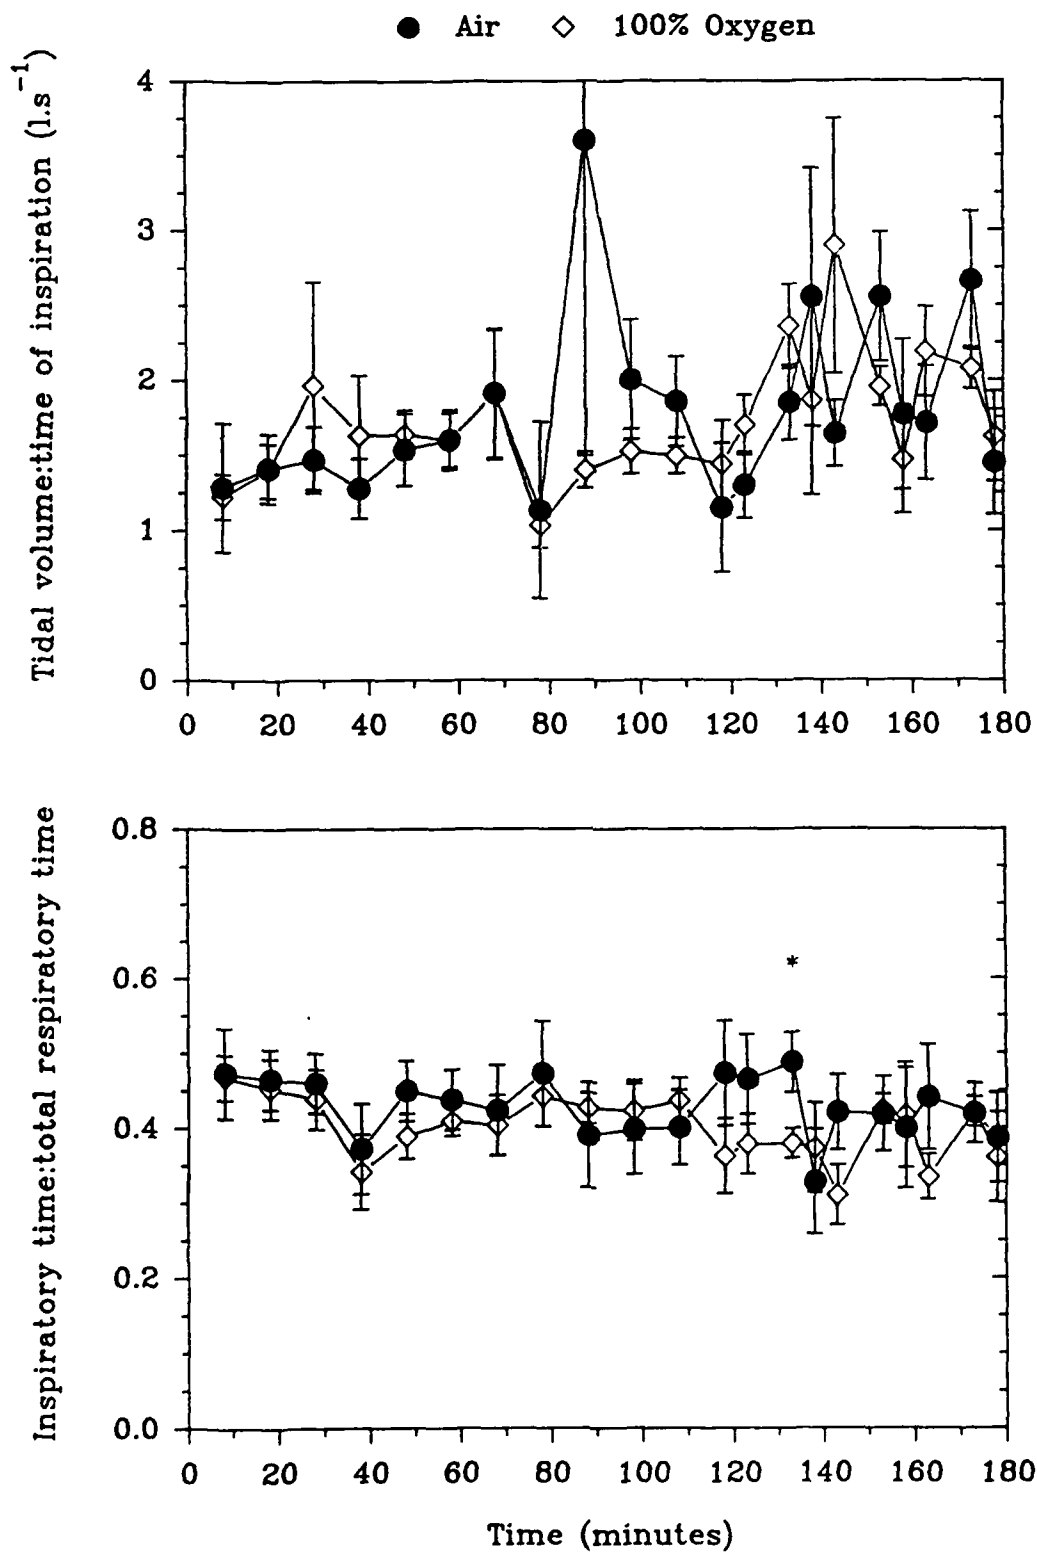 ● Air ◇ 100% Oxygen
Tidal volume:time of inspiration (l.s⁻¹)
4
3
2
1
0
0 20 40 60 80 100 120 140 160 180
Inspiratory time:total respiratory time
0.8
*
0.6
0.4
0.2
0.0
0 20 40 60 80 100 120 140 160 180
Time (minutes)